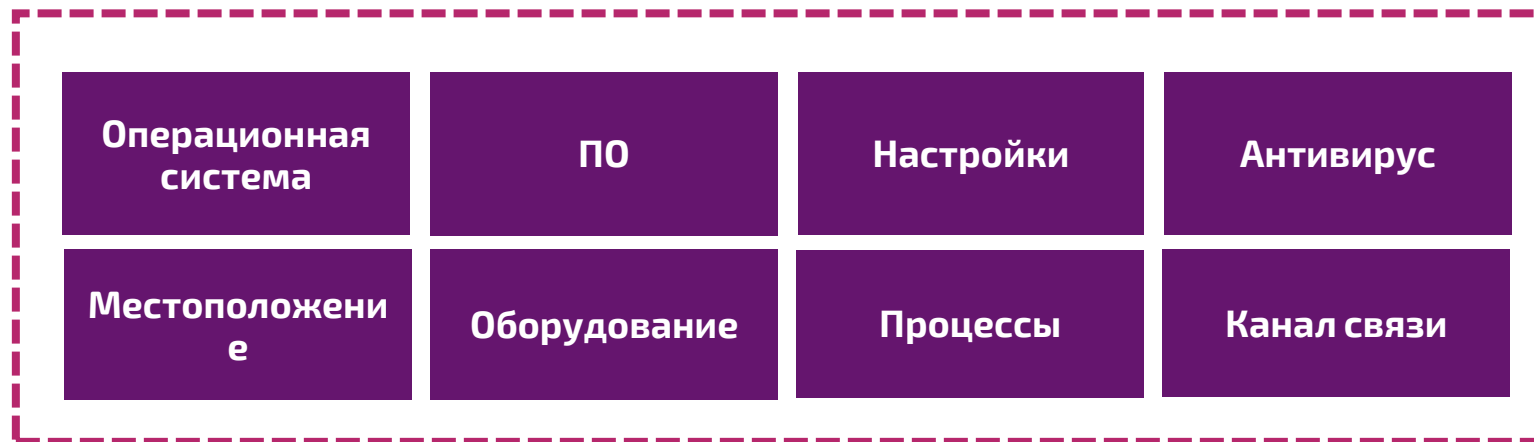 Операционная
система
ПО
Настройки
Антивирус
Местоположени
е
Оборудование
Процессы
Канал связи